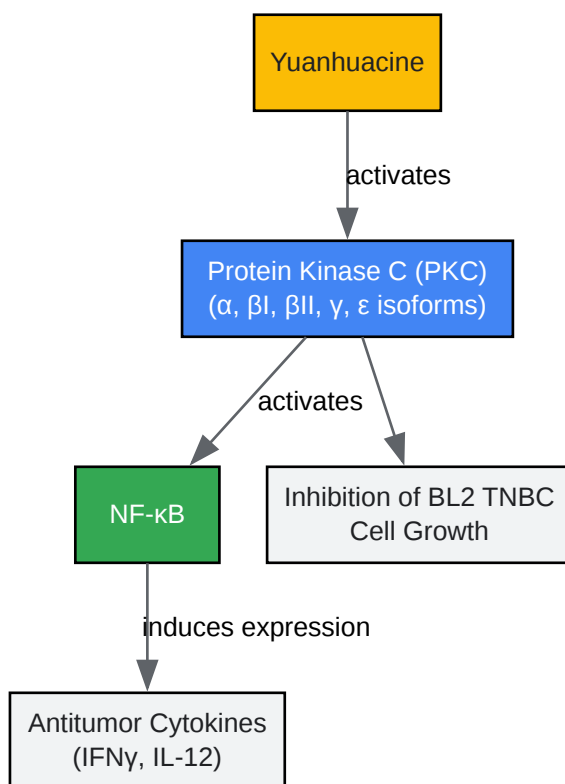 Yuanhuacine
activates
Protein Kinase C (PKC)
(α, βI, βII, γ, ε isoforms)
activates
NF-κB
Inhibition of BL2 TNBC
Cell Growth
induces expression
Antitumor Cytokines
(IFNγ, IL-12)